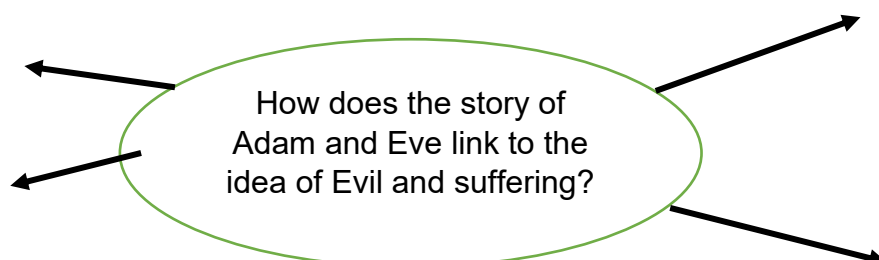 How does the story of
Adam and Eve link to the
idea of Evil and suffering?